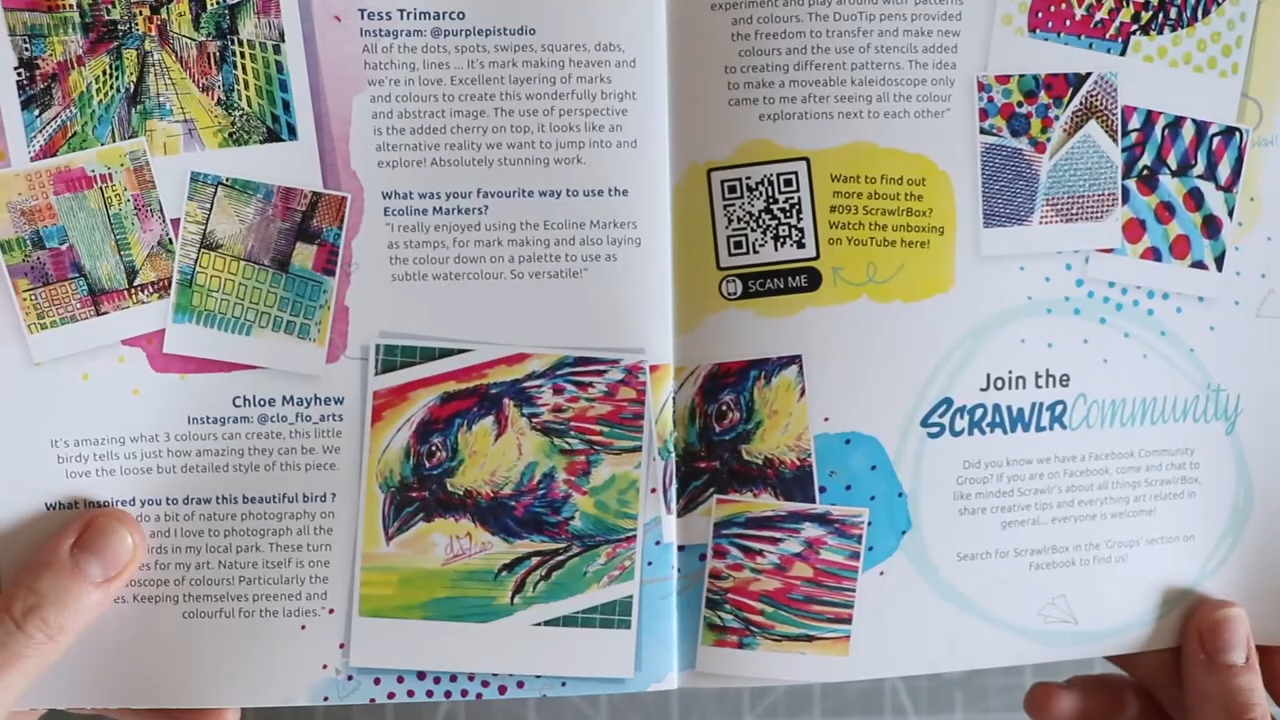 Tess Trimarco
Instagram: @purplepistudio
All of the dots, spots, swipes, squares, dabs,
hatching, lines ... It's mark making heaven and
we're in love. Excellent layering of marks
and colours to create this wonderfully bright
and abstract image. The use of perspective
is the added cherry on top, it looks like an
alternative reality we want to jump into and
explore! Absolutely stunning work.
What was your favourite way to use the
Ecoline Markers?
"I really enjoyed using the Ecoline Markers
as stamps, for mark making and also laying
the colour down on a palette to use as
subtle watercolour. So versatile!"
Chloe Mayhew
Instagram: @clo_flo_arts
It's amazing what 3 colours can create, this little
birdy tells us just how amazing they can be. We
love the loose but detailed style of this piece.
What inspired you to draw this beautiful bird ?
do a bit of nature photography on
and I love to photograph all the
irds in my local park. These turn
es for my art. Nature itself is one
oscope of colours! Particularly the
es. Keeping themselves preened and
colourful for the ladies."
experiment and play around with patterns
and colours. The DuoTip pens provided
the freedom to transfer and make new
colours and the use of stencils added
to creating different patterns. The idea
to make a moveable kaleidoscope only
came to me after seeing all the colour
explorations next to each other"
Want to find out
more about the
#093 ScrawlrBox?
Watch the unboxing
on YouTube here!
SCAN ME
Wow!
Join the
SCRAWLRCommunity
Did you know we have a Facebook Community
Group? If you are on Facebook, come and chat to
like minded Scrawlr's about all things ScrawlrBox,
share creative tips and everything art related in
general... everyone is welcome!
Search for ScrawlrBox in the 'Groups' section on
Facebook to find us!